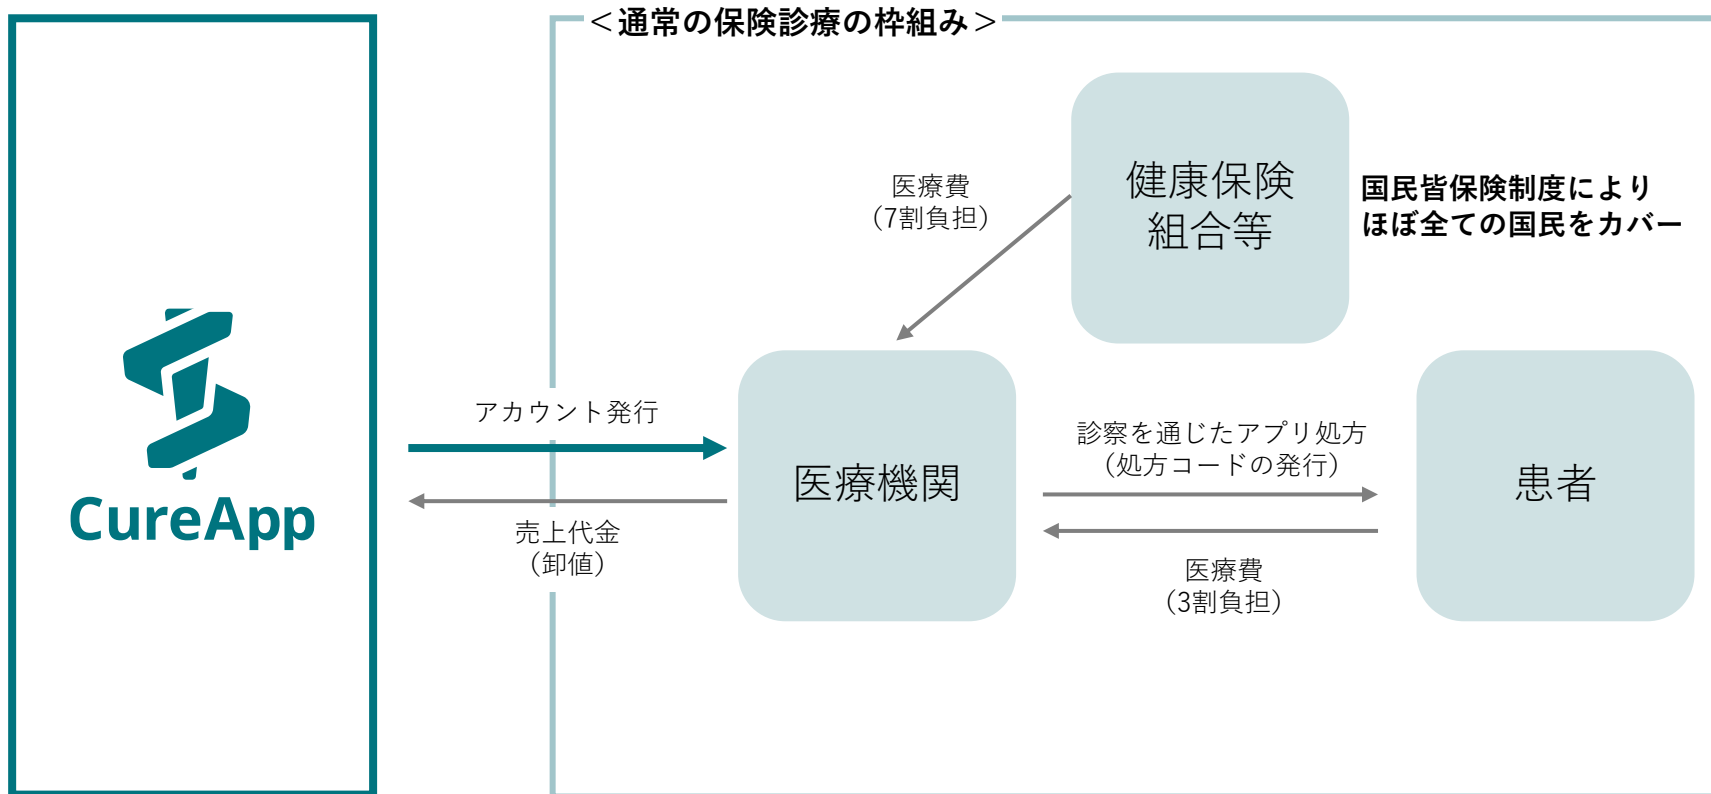 ＜通常の保険診療の枠組み＞
健康保険
組合等
国民皆保険制度により
ほぼ全ての国民をカバー
医療費
（7割負担）
CureApp
アカウント発行
売上代金
（卸値）
医療機関
診察を通じたアプリ処方
（処方コードの発行）
医療費
（3割負担）
患者